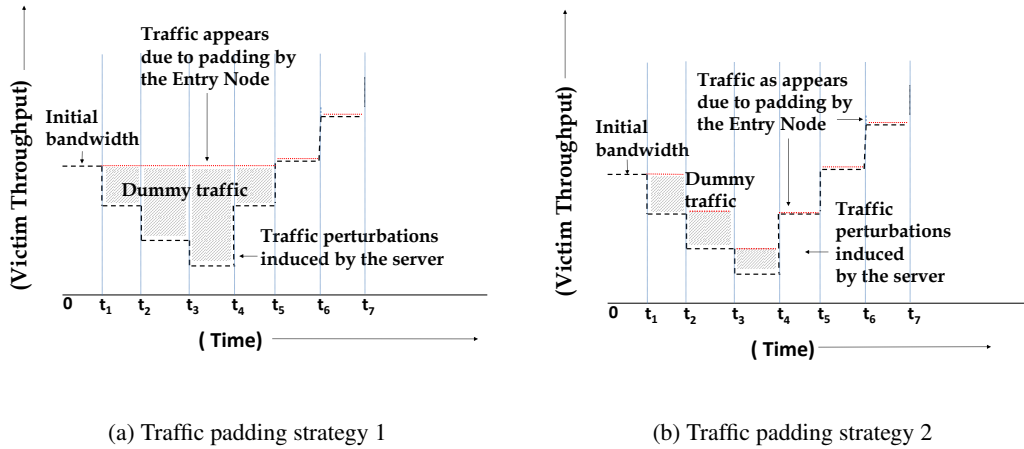 Traffic appears
due to padding by
the Entry Node
Initial
bandwidth
Dummy traffic
Traffic perturbations
induced by the server
(Victim Throughput)
0 t1 t2 t3 t4 t5 t6 t7
( Time)
(a) Traffic padding strategy 1
Traffic as appears
due to padding by
the Entry Node
Initial
bandwidth
Dummy
traffic
Traffic
perturbations
induced
by the server
(Victim Throughput)
0 t1 t2 t3 t4 t5 t6 t7
( Time)
(b) Traffic padding strategy 2